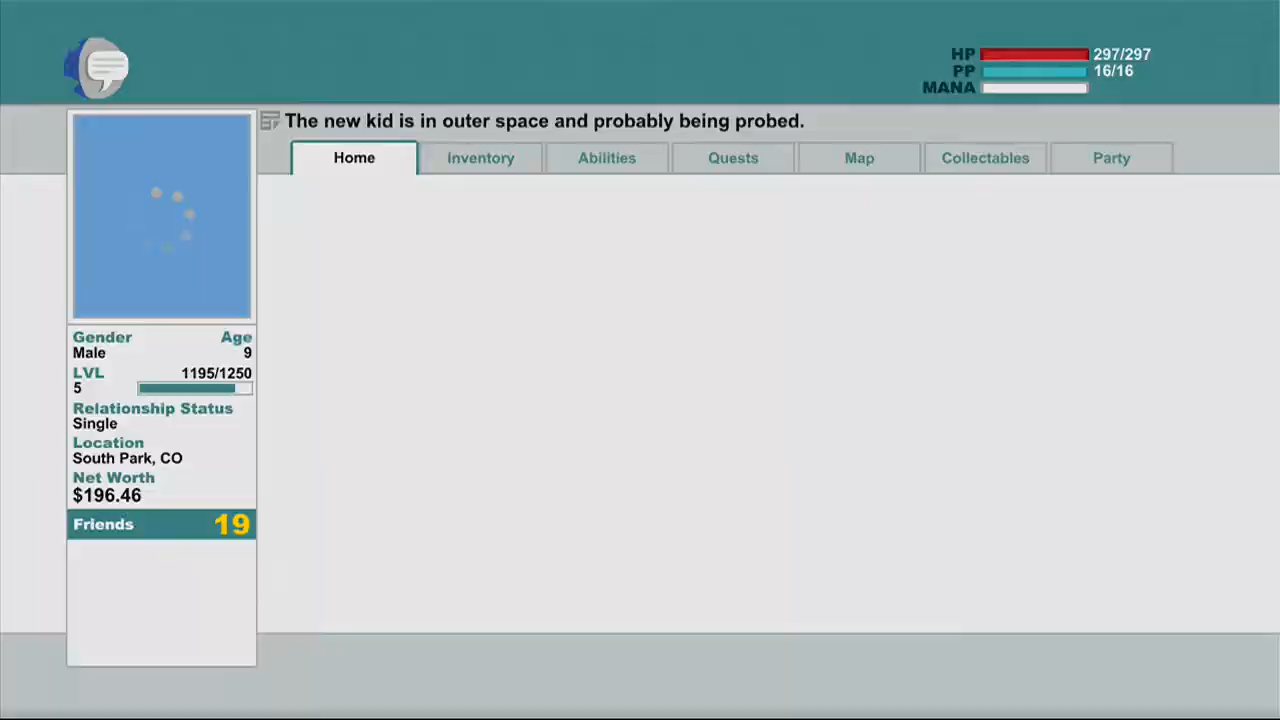 HP 297/297
PP 16/16
MANA
The new kid is in outer space and probably being probed.
Home Inventory Abilities Quests Map Collectables Party
Gender Age
Male 9
LVL 1195/1250
5
Relationship Status
Single
Location
South Park, CO
Net Worth
$196.46
Friends 19